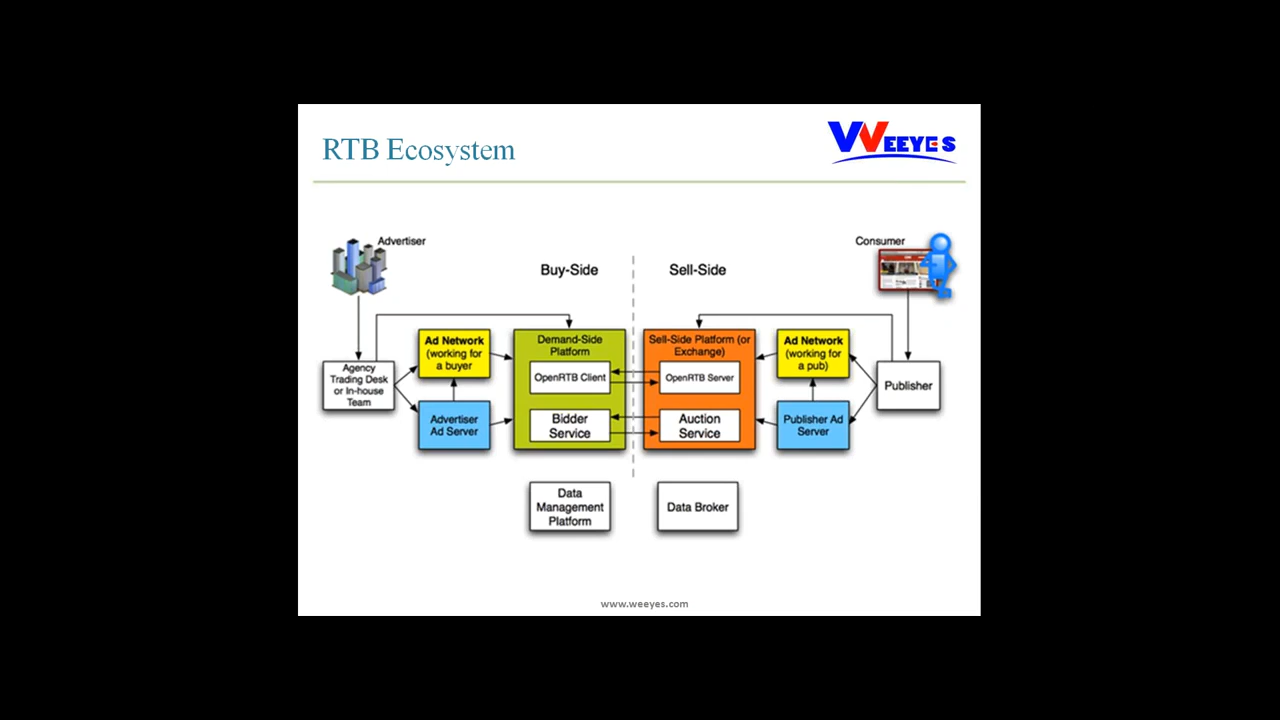 RTB Ecosystem
WEEYES
Advertiser
Consumer
Buy-Side
Sell-Side
Agency
Trading Desk
or In-house
Team
Ad Network
(working for
a buyer
Advertiser
Ad Server
Demand-Side
Platform
OpenRTB Client
Bidder
Service
Sell-Side Platform (or
Exchange)
OpenRTB Server
Auction
Service
Ad Network
(working for
a pub)
Publisher Ad
Server
Publisher
Data
Management
Platform
Data Broker
www.weeyes.com